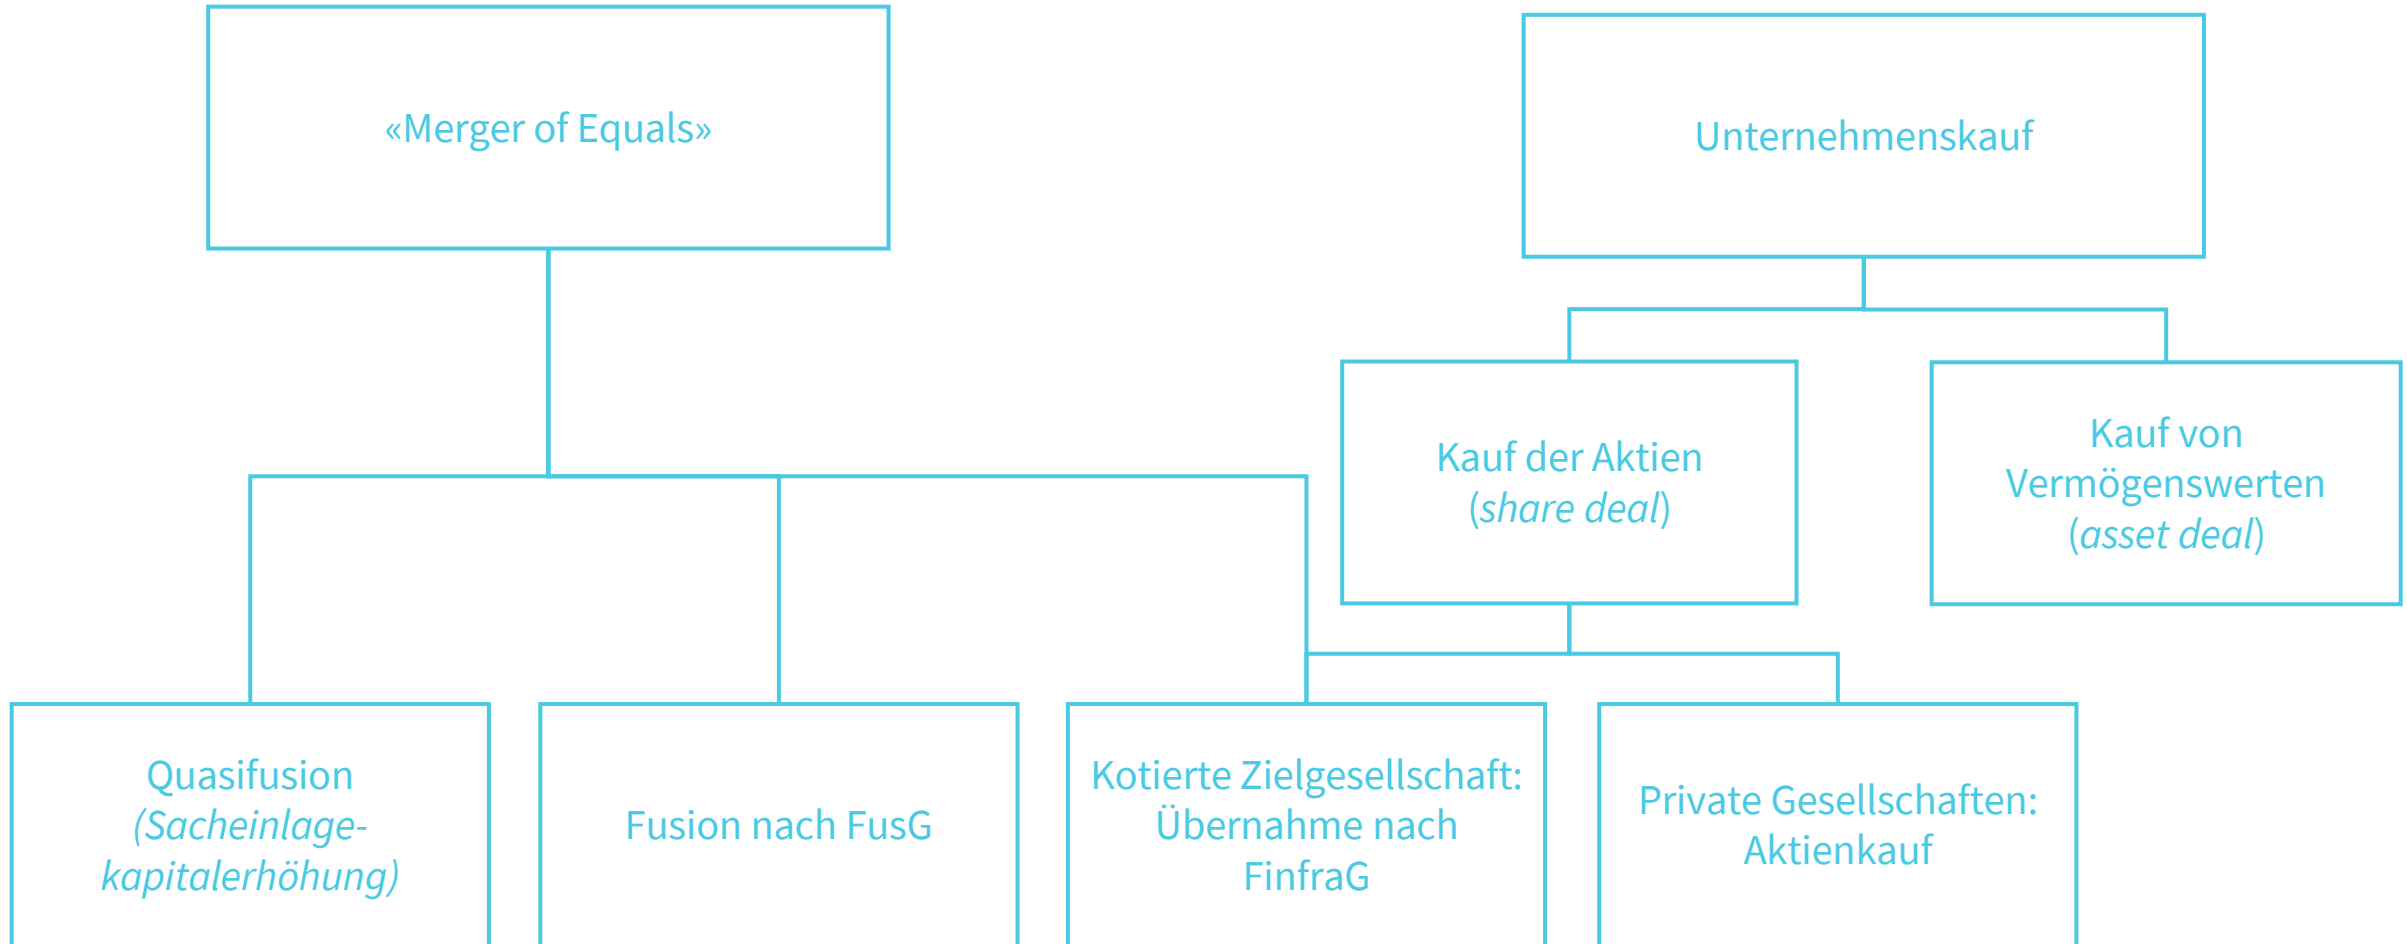 «Merger of Equals»
Unternehmenskauf
Kauf der Aktien
(share deal)
Kauf von
Vermögenswerten
(asset deal)
Quasifusion
(Sacheinlage-
kapitalerhöhung)
Fusion nach FusG
Kotierte Zielgesellschaft:
Übernahme nach
FinfraG
Private Gesellschaften:
Aktienkauf